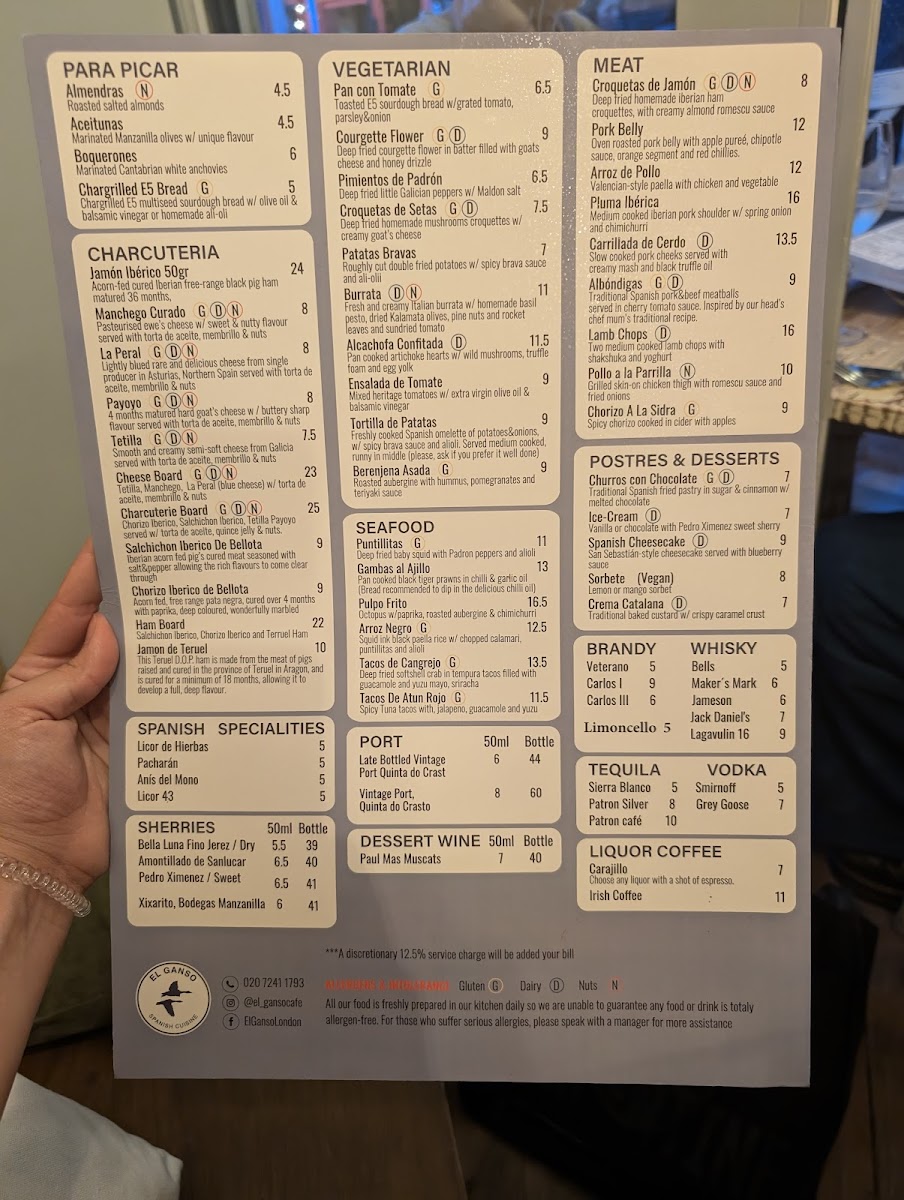 PARA PICAR
Almendras N 4.5
Roasted salted almonds
Aceitunas 4.5
Marinated Manzanilla olives w/ unique flavour
Boquerones 6
Marinated Cantabrian white anchovies
Chargrilled E5 Bread G 5
Chargrilled E5 multiseed sourdough bread w/ olive oil &
balsamic vinegar or homemade ali-oli
CHARCUTERIA
Jamón Ibérico 50gr 24
Acorn-fed cured Iberian free-range black pig ham
matured 36 months,
Manchego Curado G D N 8
Pasteurised ewe's cheese w/ sweet & nutty flavour
served with torta de aceite, membrillo & nuts
La Peral G D N 8
Lightly blued rare and delicious cheese from single
producer in Asturias, Northern Spain served with torta de
aceite, membrillo & nuts
Payoyo G D N 8
4 months matured hard goat's cheese w/ buttery sharp
flavour served with torta de aceite, membrillo & nuts
Tetilla G D N 7.5
Smooth and creamy semi-soft cheese from Galicia
served with torta de aceite, membrillo & nuts
Cheese Board G D N 23
Tetilla, Manchego, La Peral (blue cheese) w/ torta de
aceite, membrillo & nuts
Charcuterie Board G D N 25
Chorizo Iberico, Salchichon Iberico, Tetilla Payoyo
served w/ torta de aceite, quince jelly & nuts.
Salchichon Iberico De Bellota 9
Iberian acorn fed pig's cured meat seasoned with
salt&pepper allowing the rich flavours to come clear
through
Chorizo Iberico de Bellota 9
Acorn fed, free range pata negra, cured over 4 months
with paprika, deep coloured, wonderfully marbled
Ham Board 22
Salchichon Iberico, Chorizo Iberico and Terruel Ham
Jamon de Teruel 10
This Teruel D.O.P. ham is made from the meat of pigs
raised and cured in the province of Teruel in Aragon, and
is cured for a minimum of 18 months, allowing it to
develop a full, deep flavour.
SPANISH SPECIALITIES
Licor de Hierbas 5
Pacharán 5
Anís del Mono 5
Licor 43 5
SHERRIES 50ml Bottle
Bella Luna Fino Jerez / Dry 5.5 39
Amontillado de Sanlucar 6.5 40
Pedro Ximenez / Sweet 6.5 41
Xixarito, Bodegas Manzanilla 6 41
VEGETARIAN
Pan con Tomate G 6.5
Toasted E5 sourdough bread w/grated tomato,
parsley&onion
Courgette Flower G D 9
Deep fried courgette flower in batter filled with goats
cheese and honey drizzle
Pimientos de Padrón 6.5
Deep fried little Galician peppers w/ Maldon salt
Croquetas de Setas G D 7.5
Deep fried homemade mushrooms croquettes w/
creamy goat's cheese
Patatas Bravas 7
Roughly cut double fried potatoes w/ spicy brava sauce
and ali-olii
Burrata D N 11
Fresh and creamy Italian burrata w/ homemade basil
pesto, dried Kalamata olives, pine nuts and rocket
leaves and sundried tomato
Alcachofa Confitada D 11.5
Pan cooked artichoke hearts w/ wild mushrooms, truffle
foam and egg yolk
Ensalada de Tomate 9
Mixed heritage tomatoes w/ extra virgin olive oil &
balsamic vinegar
Tortilla de Patatas 9
Freshly cooked Spanish omelette of potatoes&onions,
w/ spicy brava sauce and alioli. Served medium cooked,
runny in middle (please, ask if you prefer it well done)
Berenjena Asada G 9
Roasted aubergine with hummus, pomegranates and
teriyaki sauce
SEAFOOD
Puntillitas G 11
Deep fried baby squid with Padron peppers and alioli
Gambas al Ajillo 13
Pan cooked black tiger prawns in chilli & garlic oil
(Bread recommended to dip in the delicious chilli oil)
Pulpo Frito 16.5
Octopus w/paprika, roasted aubergine & chimichurri
Arroz Negro G 12.5
Squid ink black paella rice w/ chopped calamari,
puntillitas and alioli
Tacos de Cangrejo G 13.5
Deep fried softshell crab in tempura tacos filled with
guacamole and yuzu mayo, sriracha
Tacos De Atun Rojo G 11.5
Spicy Tuna tacos with, jalapeno, guacamole and yuzu
PORT 50ml Bottle
Late Bottled Vintage 6 44
Port Quinta do Crast
Vintage Port, 8 60
Quinta do Crasto
DESSERT WINE 50ml Bottle
Paul Mas Muscats 7 40
MEAT
Croquetas de Jamón G D N 8
Deep fried homemade iberian ham
croquettes, with creamy almond romescu sauce
Pork Belly 12
Oven roasted pork belly with apple pureé, chipotle
sauce, orange segment and red chillies.
Arroz de Pollo 12
Valencian-style paella with chicken and vegetable
Pluma Ibérica 16
Medium cooked iberian pork shoulder w/ spring onion
and chimichurri
Carrillada de Cerdo D 13.5
Slow cooked pork cheeks served with
creamy mash and black truffle oil
Albóndigas G D 9
Traditional Spanish pork&beef meatballs
served in cherry tomato sauce. Inspired by our head's
chef mum's traditional recipe.
Lamb Chops D 16
Two medium cooked lamb chops with
shakshuka and yoghurt
Pollo a la Parrilla N 10
Grilled skin-on chicken thigh with romescu sauce and
fried onions
Chorizo A La Sidra G 9
Spicy chorizo cooked in cider with apples
POSTRES & DESSERTS
Churros con Chocolate G D 7
Traditional Spanish fried pastry in sugar & cinnamon w/
melted chocolate
Ice-Cream D 7
Vanilla or chocolate with Pedro Ximenez sweet sherry
Spanish Cheesecake D 9
San Sebastián-style cheesecake served with blueberry
sauce
Sorbete (Vegan) 8
Lemon or mango sorbet
Crema Catalana D 7
Traditional baked custard w/ crispy caramel crust
BRANDY
Veterano 5
Carlos I 9
Carlos III 6
Limoncello 5
WHISKY
Bells 5
Maker´s Mark 6
Jameson 6
Jack Daniel's 7
Lagavulin 16 9
TEQUILA
Sierra Blanco 5
Patron Silver 8
Patron café 10
VODKA
Smirnoff 5
Grey Goose 7
LIQUOR COFFEE
Carajillo 7
Choose any liquor with a shot of espresso.
Irish Coffee 11
***A discretionary 12.5% service charge will be added your bill
EL GANSO
SPANISH CUISINE
020 7241 1793
@el_gansocafe
ElGansoLondon
Gluten G Dairy D Nuts N
All our food is freshly prepared in our kitchen daily so we are unable to guarantee any food or drink is totaly
allergen-free. For those who suffer serious allergies, please speak with a manager for more assistance